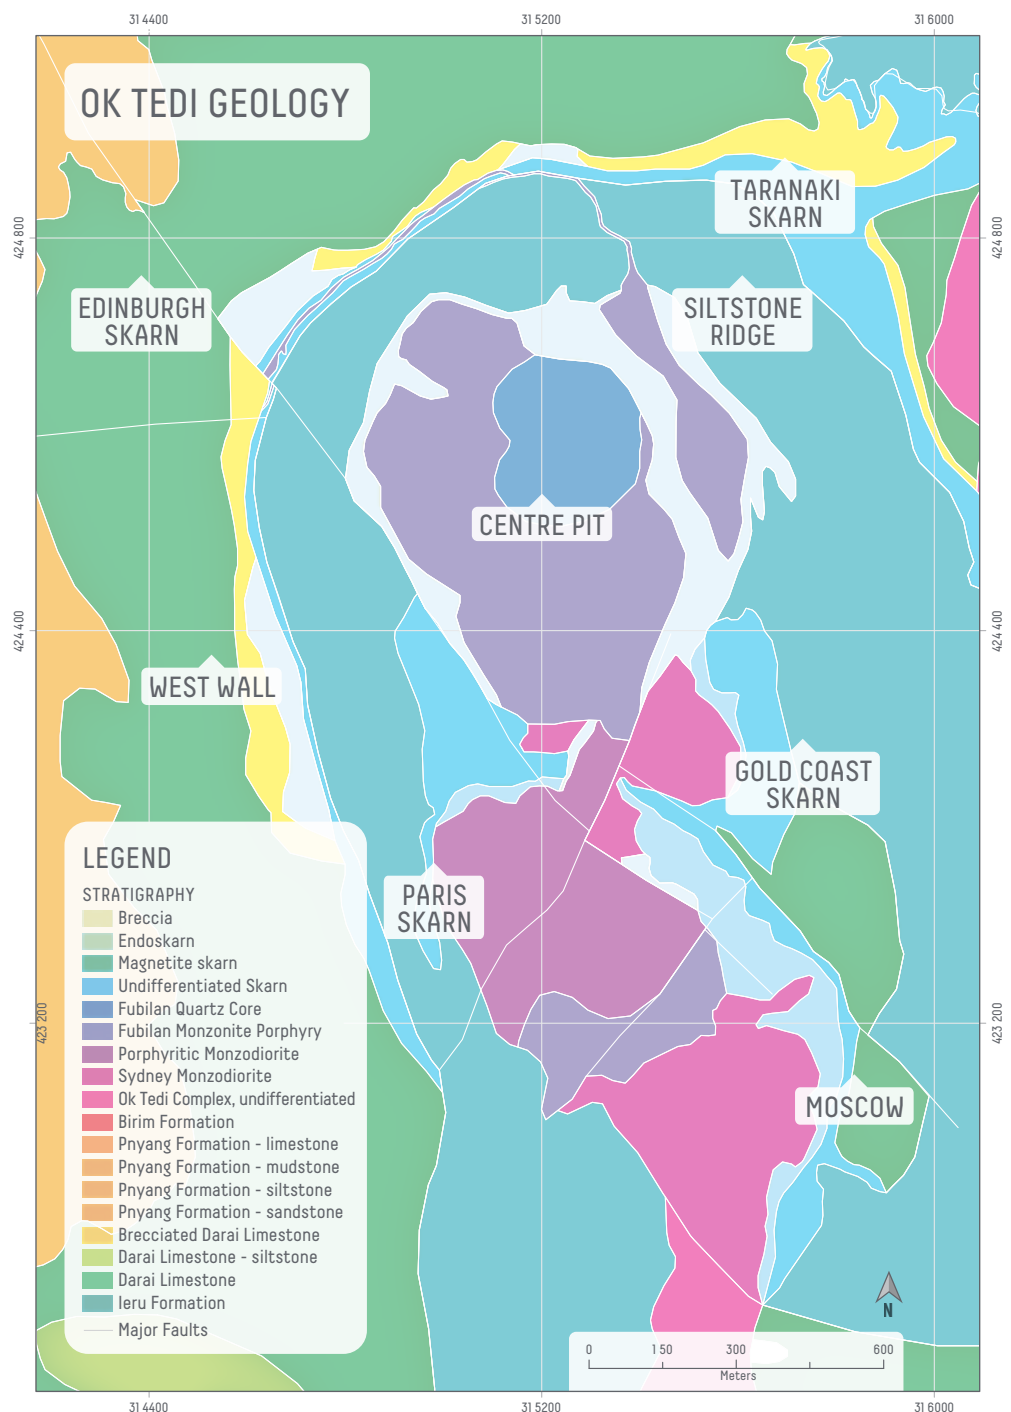 31 4400
31 5200
31 6000
OK TEDI GEOLOGY
TARANAKI
SKARN
424 800
424 800
EDINBURGH
SKARN
SILTSTONE
RIDGE
CENTRE PIT
424 400
424 400
WEST WALL
GOLD COAST
SKARN
PARIS
SKARN
423 200
423 200
MOSCOW
LEGEND
STRATIGRAPHY
Breccia
Endoskarn
Magnetite skarn
Undifferentiated Skarn
Fubilan Quartz Core
Fubilan Monzonite Porphyry
Porphyritic Monzodiorite
Sydney Monzodiorite
Ok Tedi Complex, undifferentiated
Birim Formation
Pnyang Formation - limestone
Pnyang Formation - mudstone
Pnyang Formation - siltstone
Pnyang Formation - sandstone
Brecciated Darai Limestone
Darai Limestone - siltstone
Darai Limestone
Ieru Formation
Major Faults
N
0 150 300 600
Meters
31 4400
31 5200
31 6000